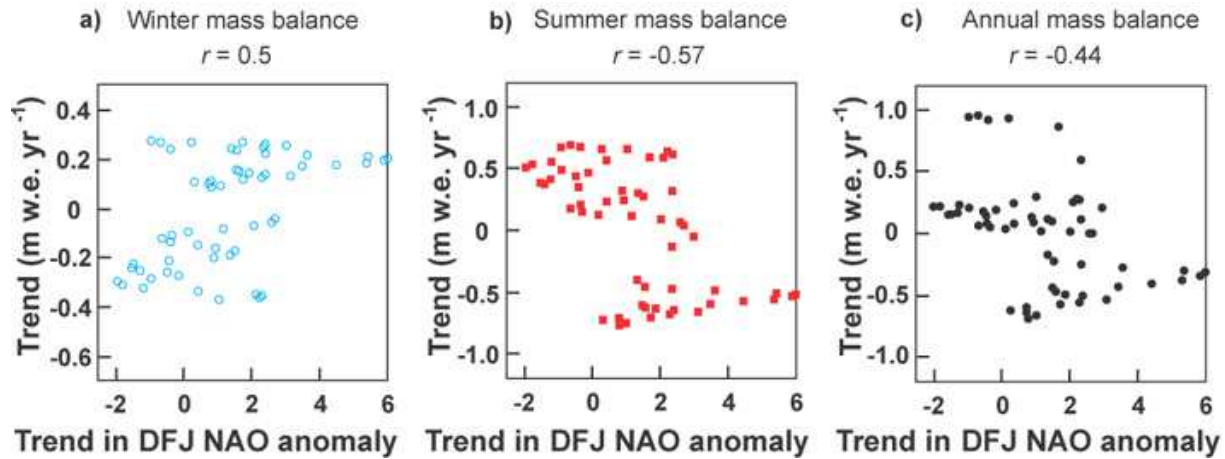 a) Winter mass balance
r = 0.5
Trend (m w.e. yr -1)
0.4
0.2
0
-0.2
-0.4
-0.6
-2 0 2 4 6
Trend in DFJ NAO anomaly
b) Summer mass balance
r = -0.57
Trend (m w.e. yr -1)
1.0
0.5
0.0
-0.5
-1.0
-2 0 2 4 6
Trend in DFJ NAO anomaly
c) Annual mass balance
r = -0.44
Trend (m w.e. yr -1)
1.0
0.5
0.0
-0.5
-1.0
-2 0 2 4 6
Trend in DFJ NAO anomaly